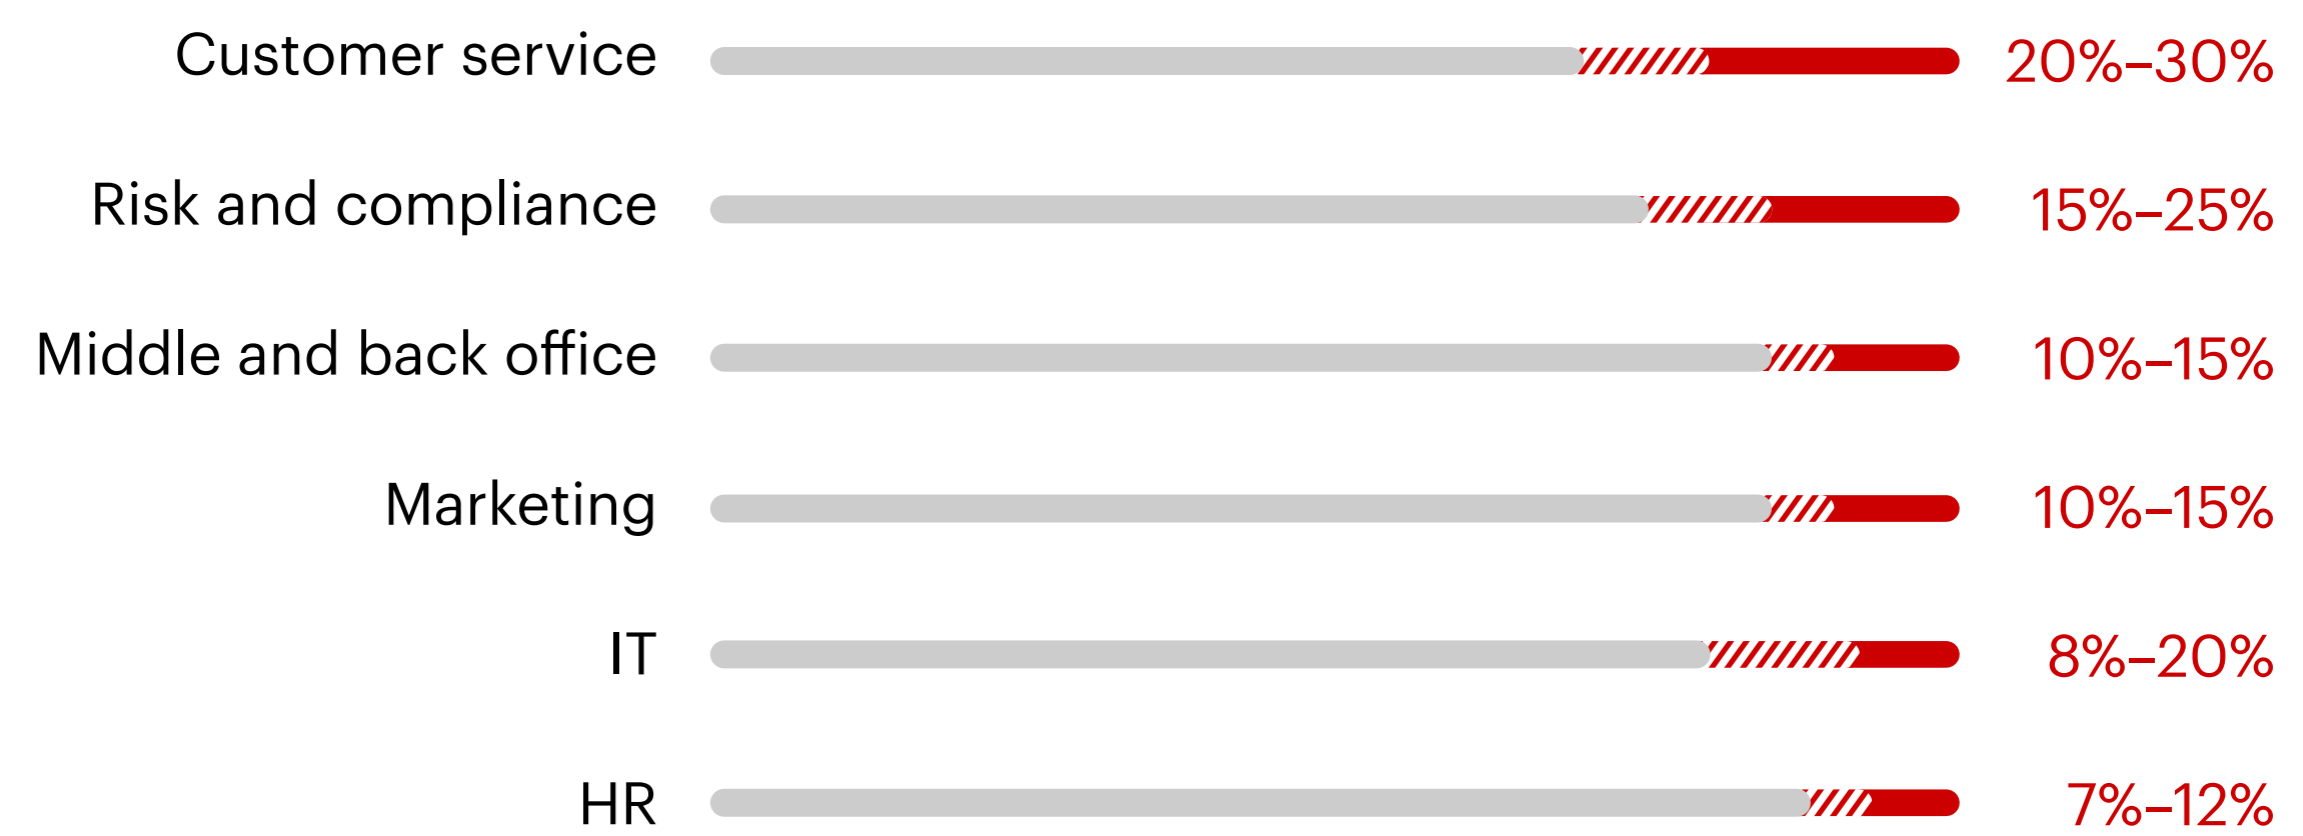 Customer service 20%–30%
Risk and compliance 15%–25%
Middle and back office 10%–15%
Marketing 10%–15%
IT 8%–20%
HR 7%–12%